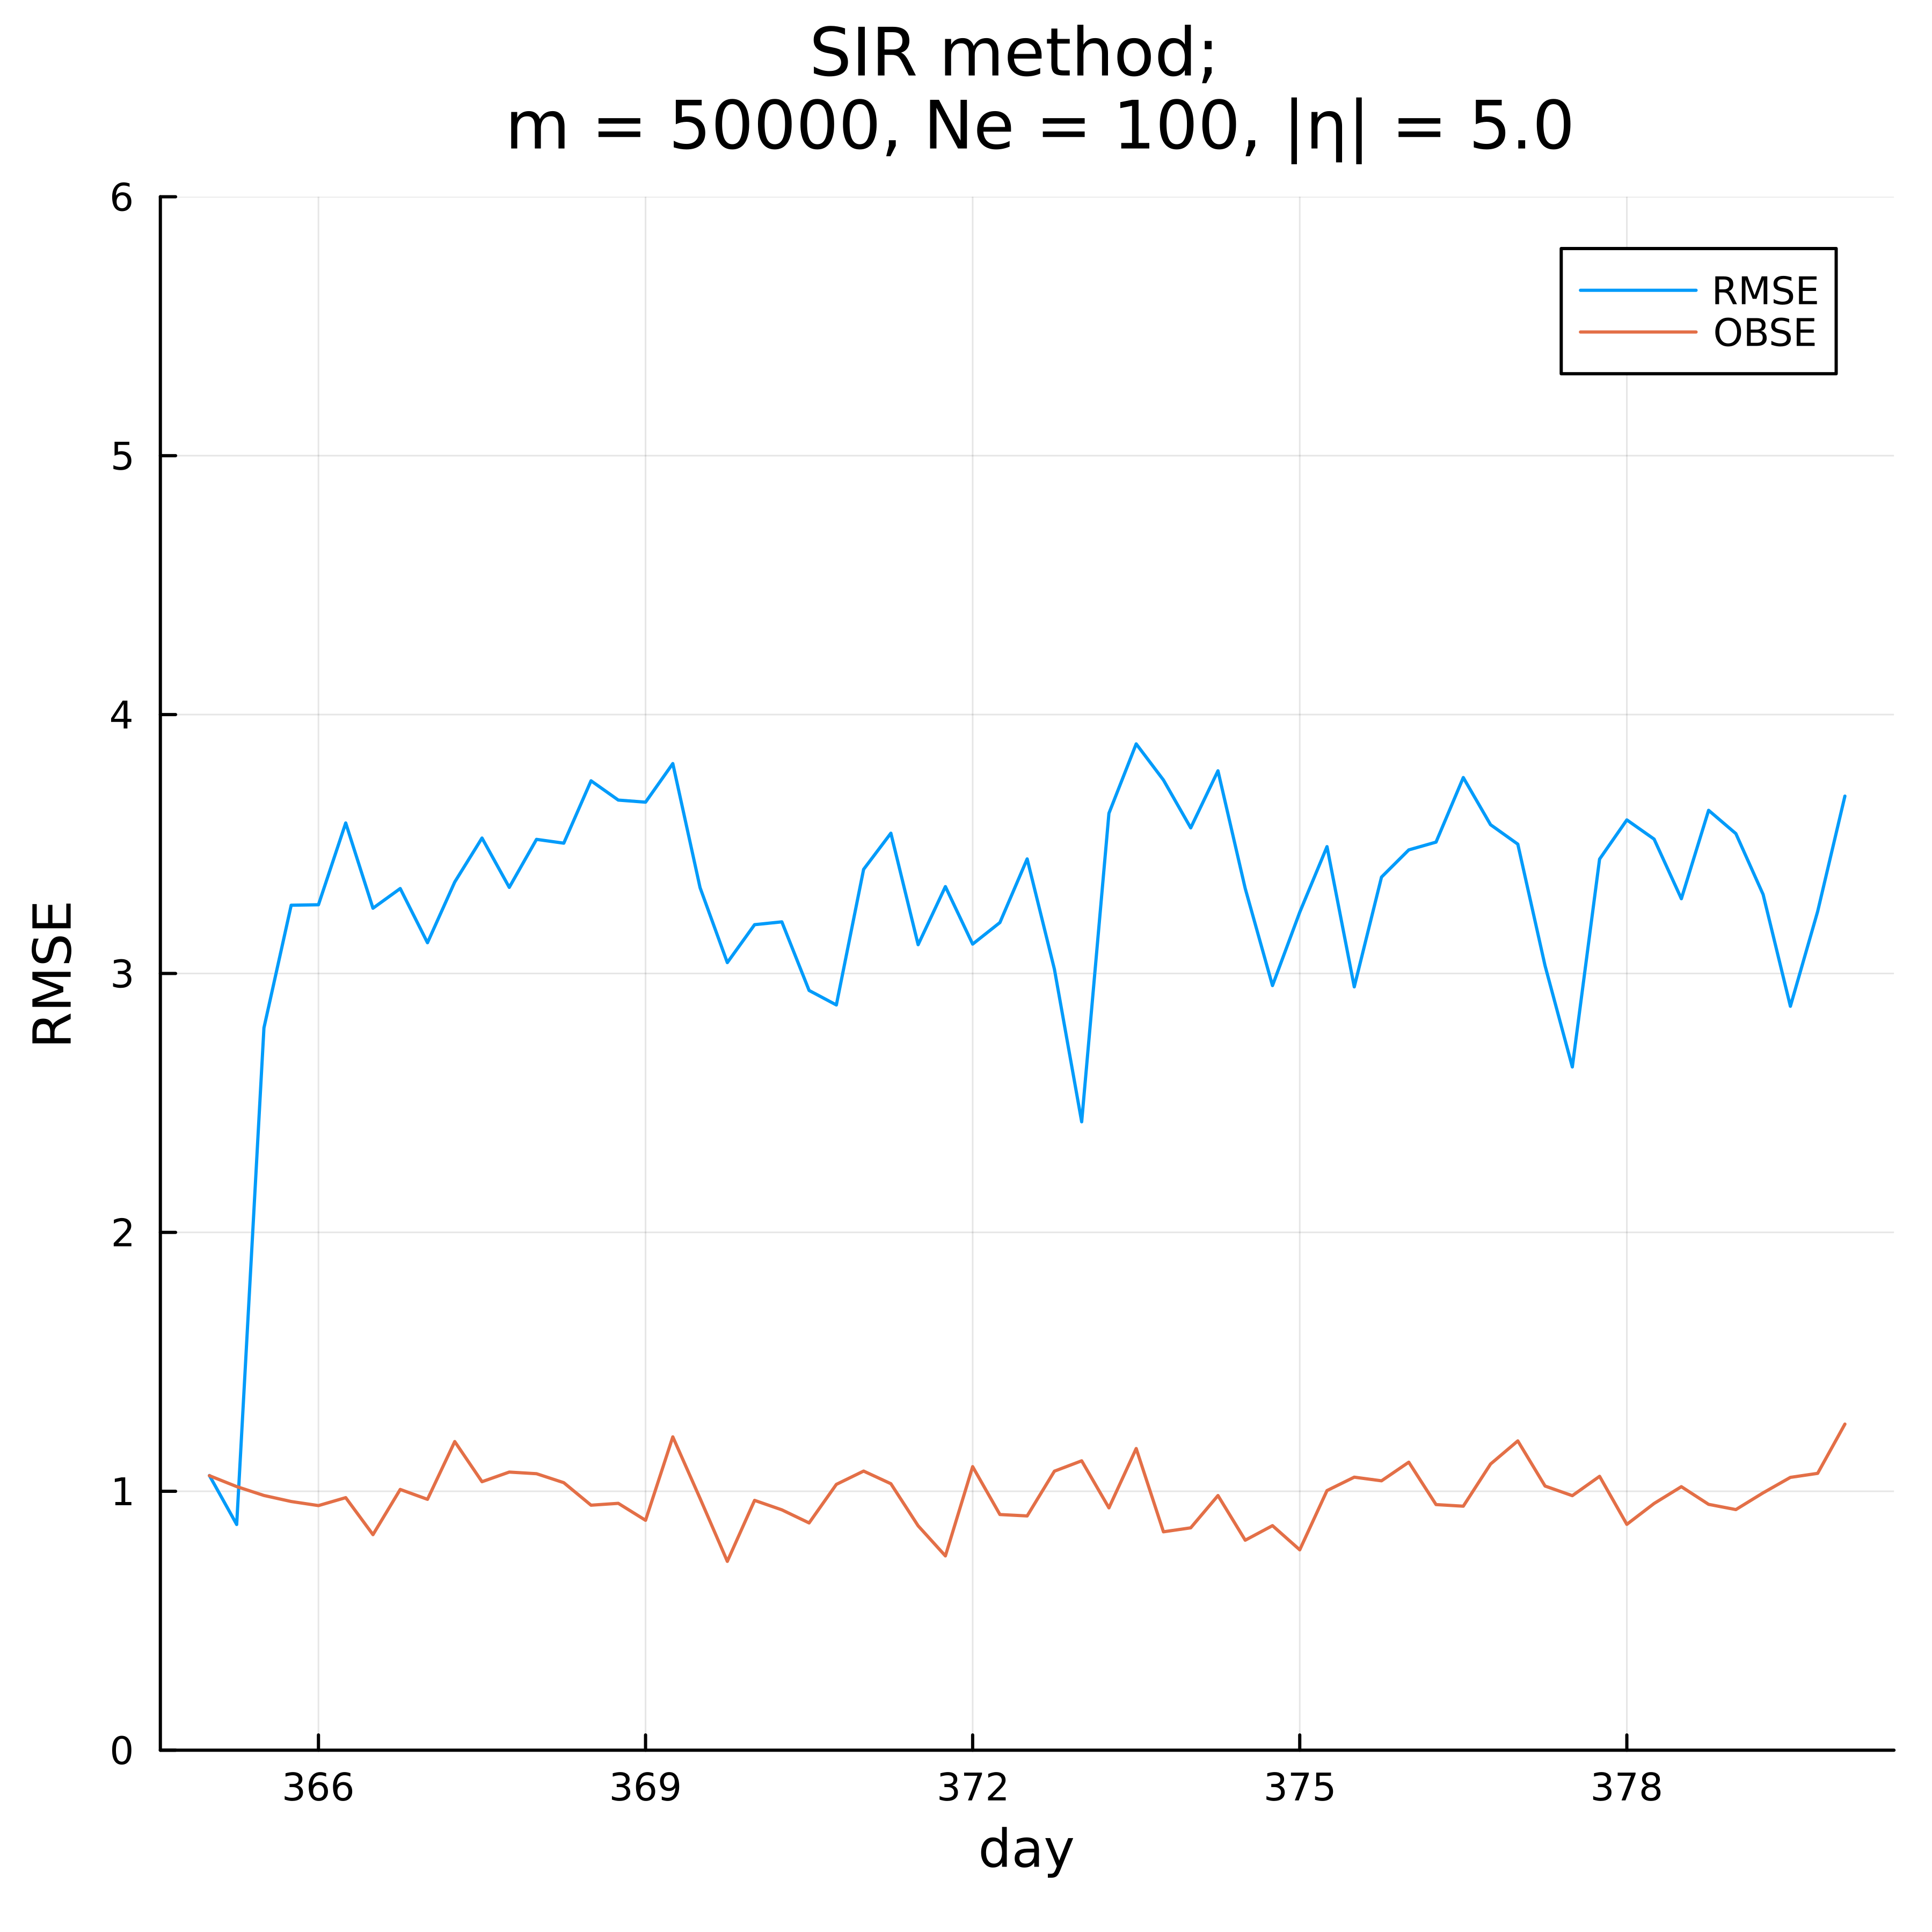 SIR method;
m = 50000, Ne = 100, |η| = 5.0
6
5
4
3
2
1
0
RMSE
RMSE
OBSE
366 369 372 375 378
day